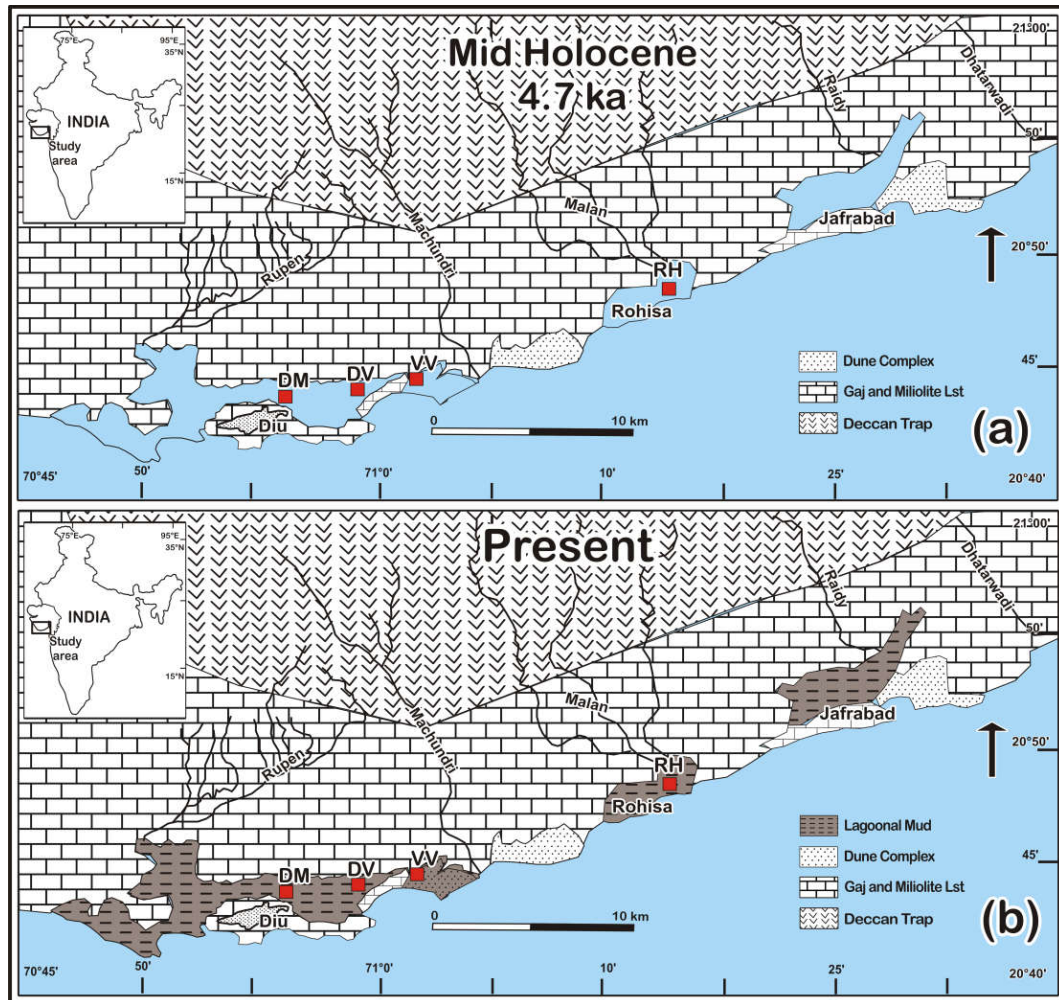 75°E
95°E
35°N
INDIA
Study
area
15°N
Mid Holocene
4.7 ka
21°00'
Dhatarwadi
Raidy
50'
Jafrabad
20°50'
Malan
Machundri
Rupen
RH
Rohisa
45'
VV
DV
DM
Diu
Dune Complex
Gaj and Miliolite Lst
Deccan Trap
0
10 km
(a)
70°45'
50'
71°0'
10'
25'
20°40'
75°E
95°E
35°N
INDIA
Study
area
15°N
Present
21°00'
Dhatarwadi
Raidy
50'
Jafrabad
20°50'
Malan
Machundri
Rupen
RH
Rohisa
45'
VV
DV
DM
Diu
Lagoonal Mud
Dune Complex
Gaj and Miliolite Lst
Deccan Trap
0
10 km
(b)
70°45'
50'
71°0'
10'
25'
20°40'